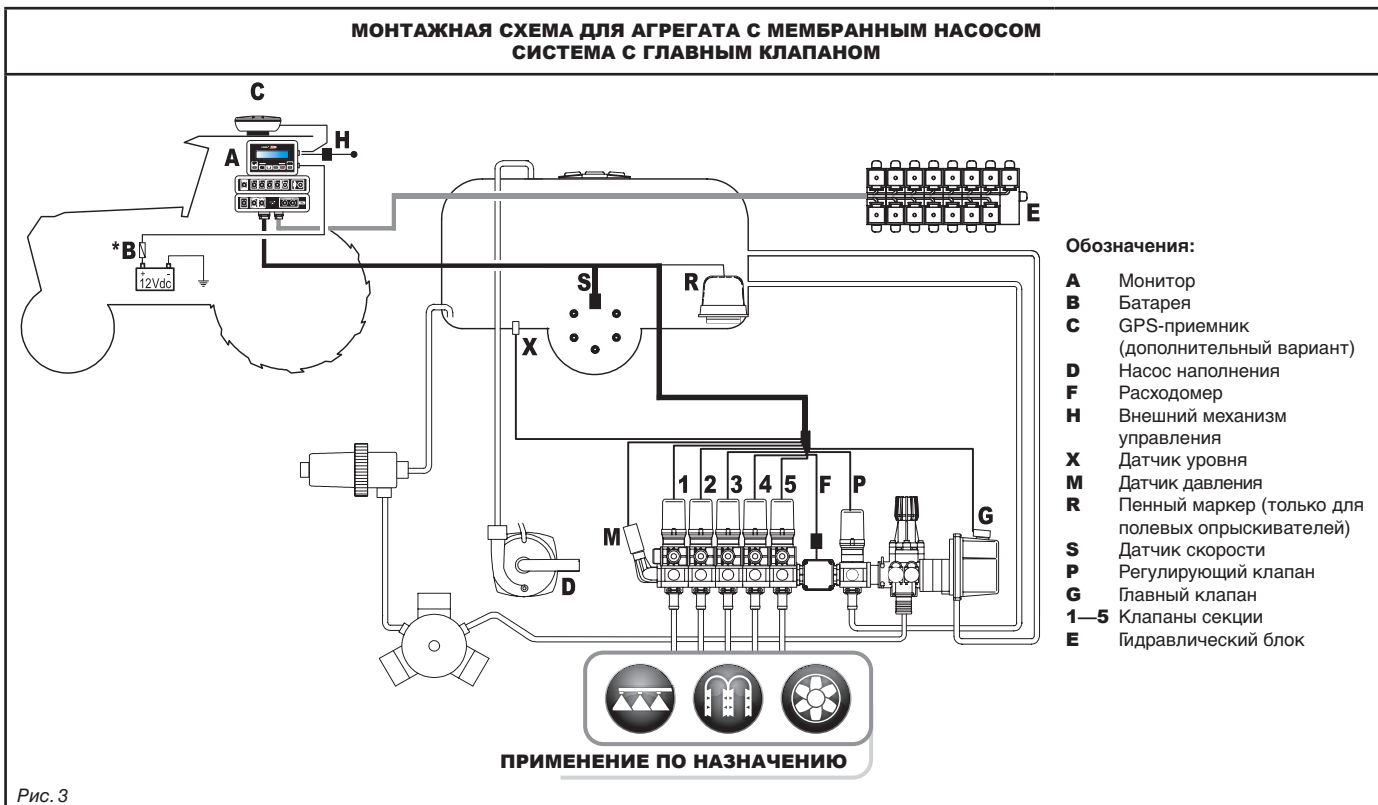 МОНТАЖНАЯ СХЕМА ДЛЯ АГРЕГАТА С МЕМБРАННЫМ НАСОСОМ
СИСТЕМА С ГЛАВНЫМ КЛАПАНОМ
C
H
A
E
*B
12Vdc
S
R
X
1 2 3 4 5 F P
G
M
D
Обозначения:
A Монитор
B Батарея
C GPS-приемник
(дополнительный вариант)
D Насос наполнения
F Расходомер
H Внешний механизм
управления
X Датчик уровня
M Датчик давления
R Пенный маркер (только для
полевых опрыскивателей)
S Датчик скорости
P Регулирующий клапан
G Главный клапан
1—5 Клапаны секции
E Гидравлический блок
ПРИМЕНЕНИЕ ПО НАЗНАЧЕНИЮ
Рис. 3